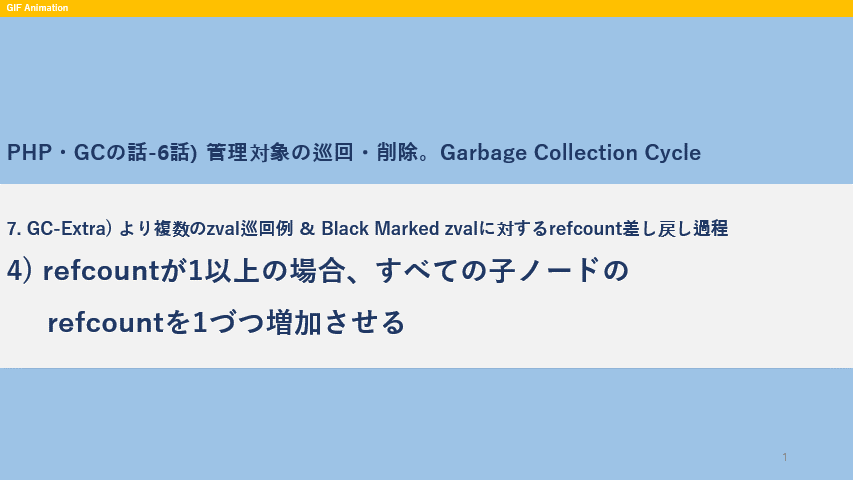 GIF Animation
PHP・GCの話-6話) 管理対象の巡回・削除。Garbage Collection Cycle
7. GC-Extra) より複数のzval巡回例 & Black Marked zvalに対するrefcount差し戻し過程
4) refcountが1以上の場合、すべての子ノードの
refcountを1づつ増加させる
1